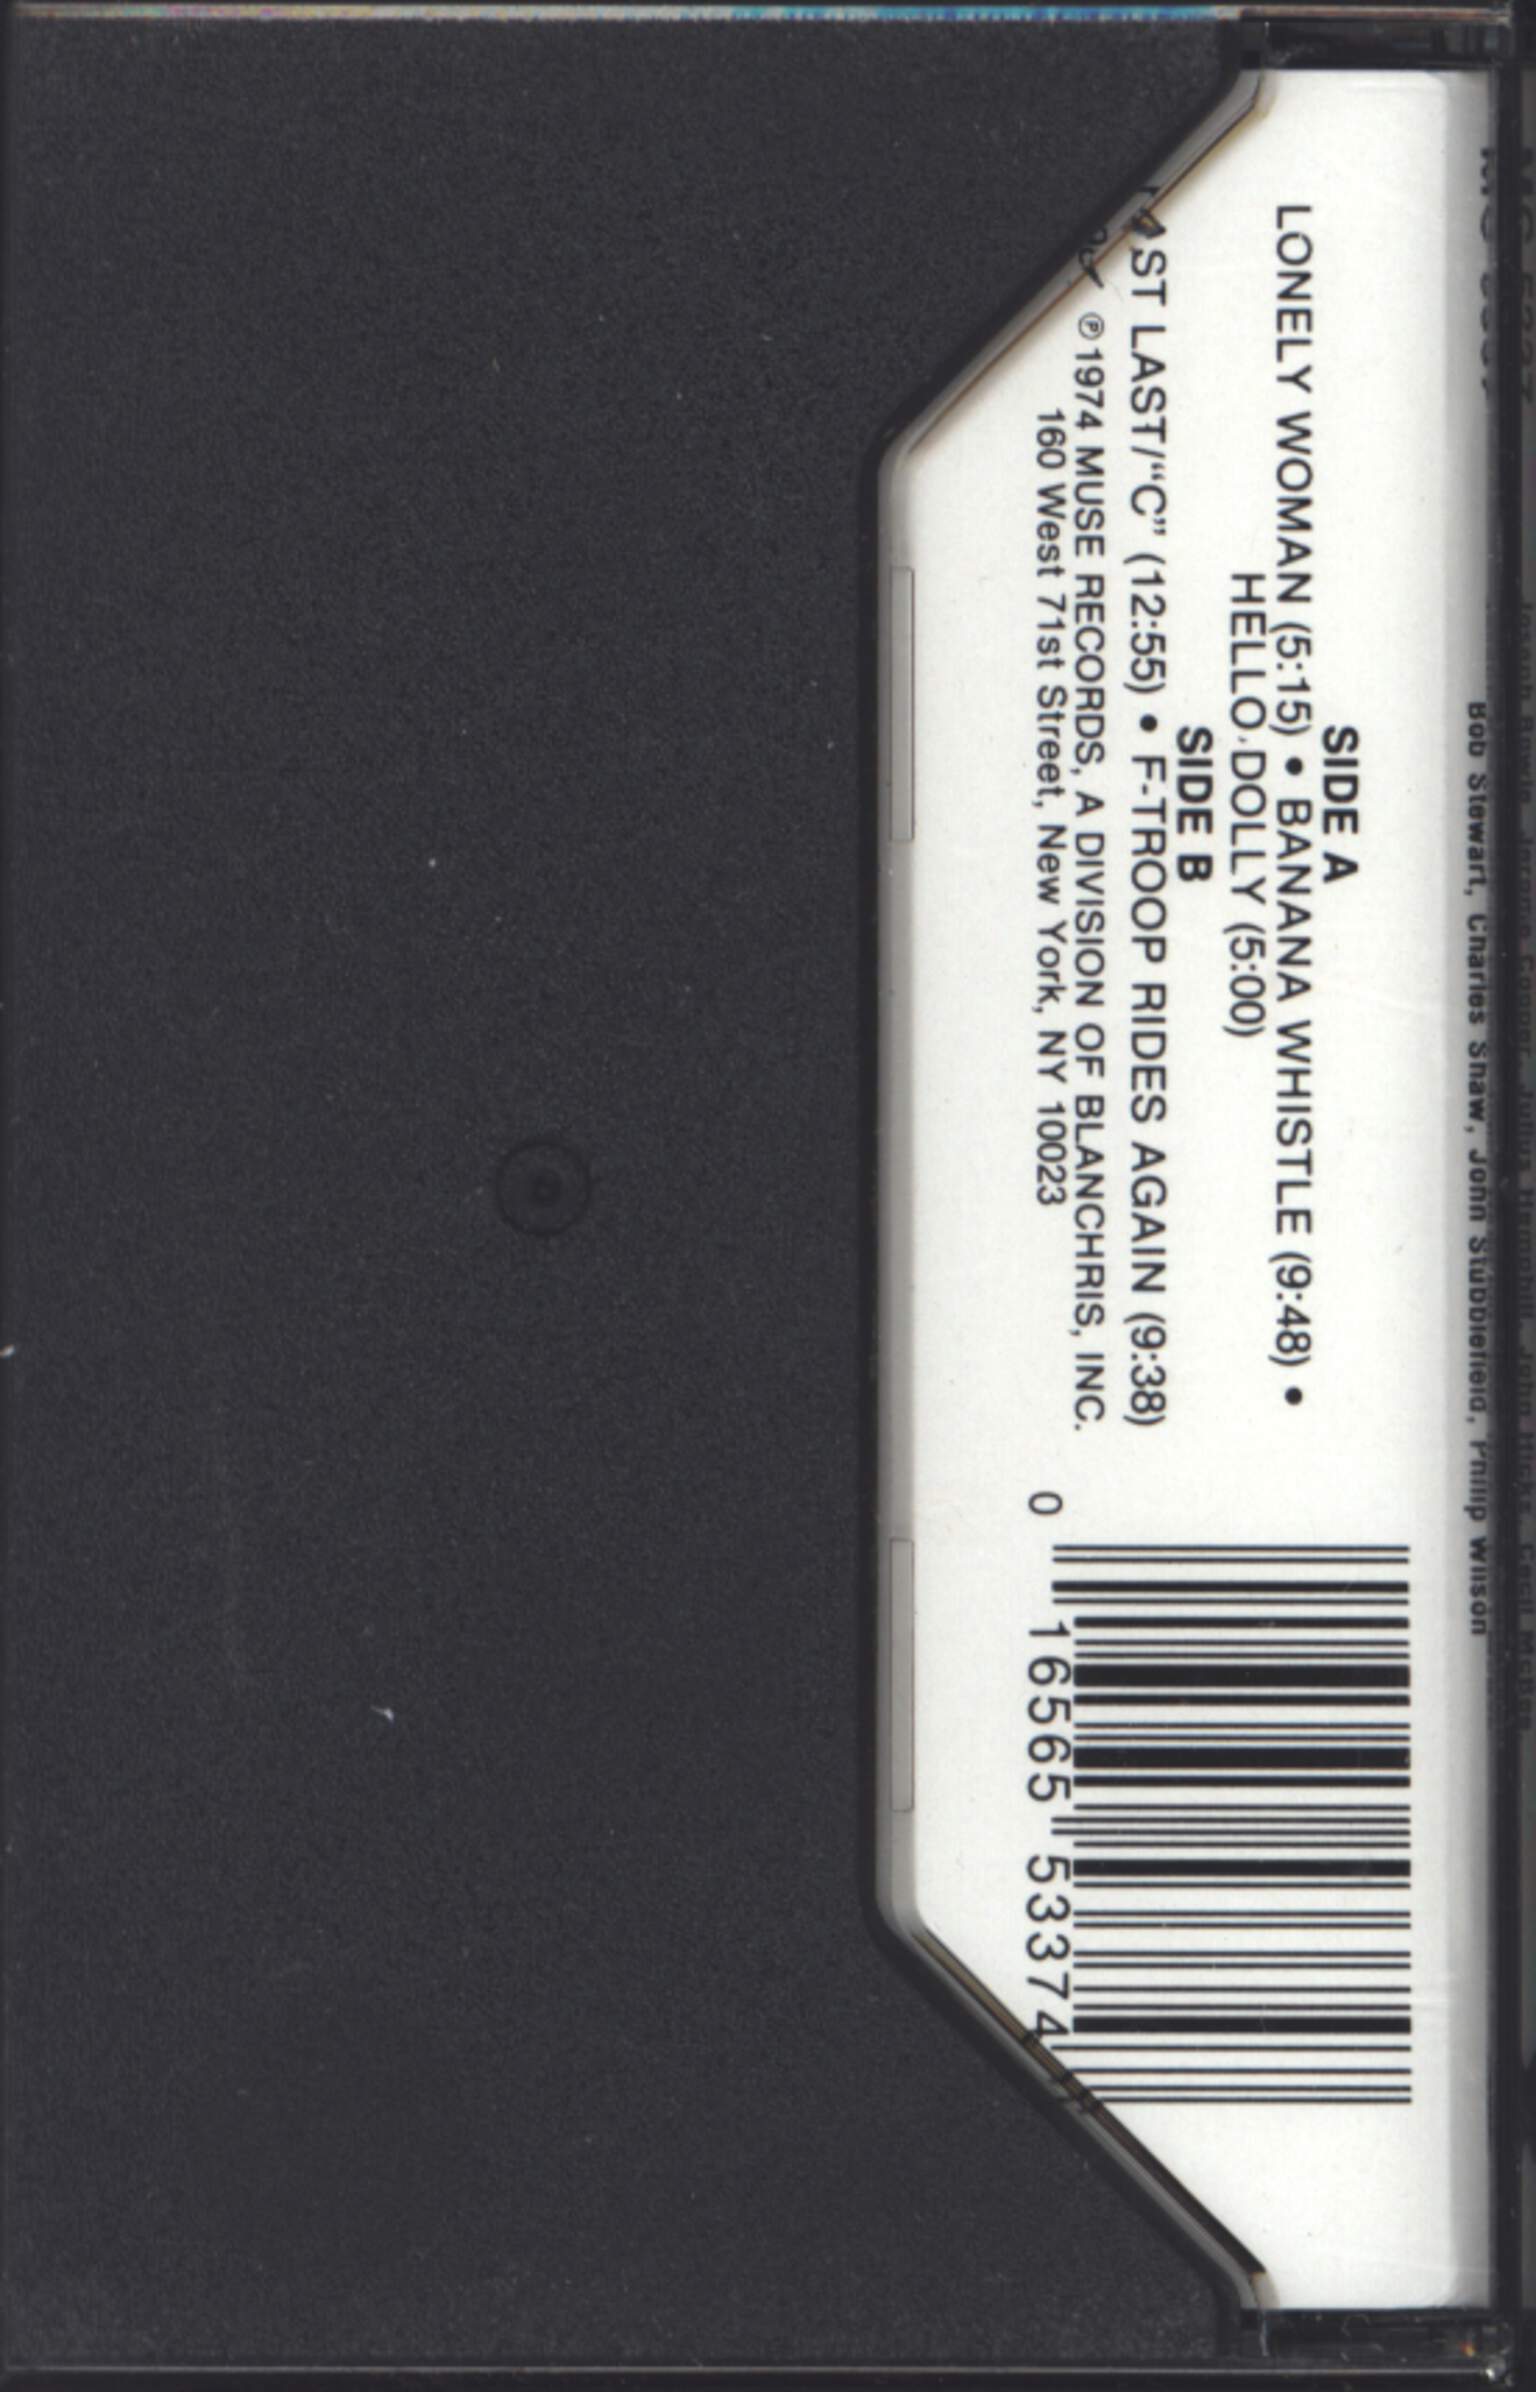 Bob Stewart, Charles Shaw, John Stubblefield, Phillip Wilson
SIDE A
LONELY WOMAN (5:15) • BANANA WHISTLE (9:48) •
HELLO DOLLY (5:00)
SIDE B
LAST/“C” (12:55) • F-TROOP RIDES AGAIN (9:38)
℗1974 MUSE RECORDS, A DIVISION OF BLANCHRIS, INC.
160 West 71st Street, New York, NY 10023
0 16565 53374